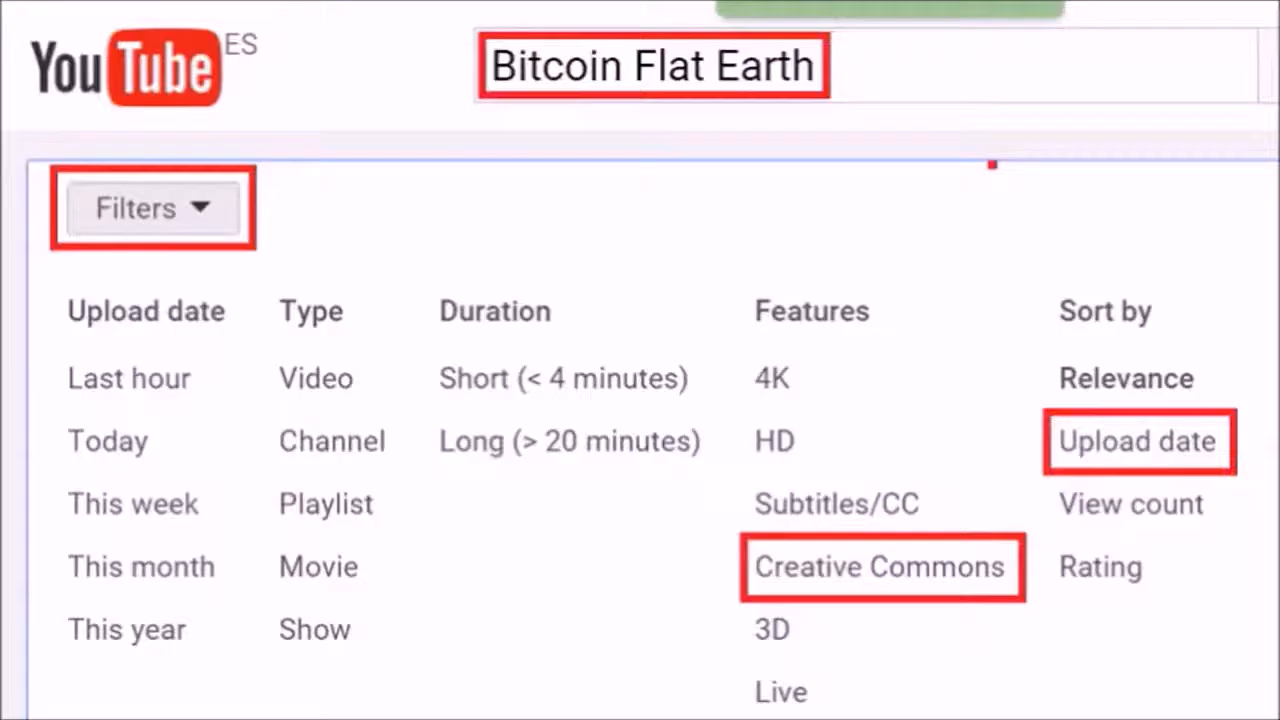 YouTube ES
Bitcoin Flat Earth
Filters
Upload date Type Duration Features Sort by
Last hour Video Short (< 4 minutes) 4K Relevance
Today Channel Long (> 20 minutes) HD Upload date
This week Playlist Subtitles/CC View count
This month Movie Creative Commons Rating
This year Show 3D
Live